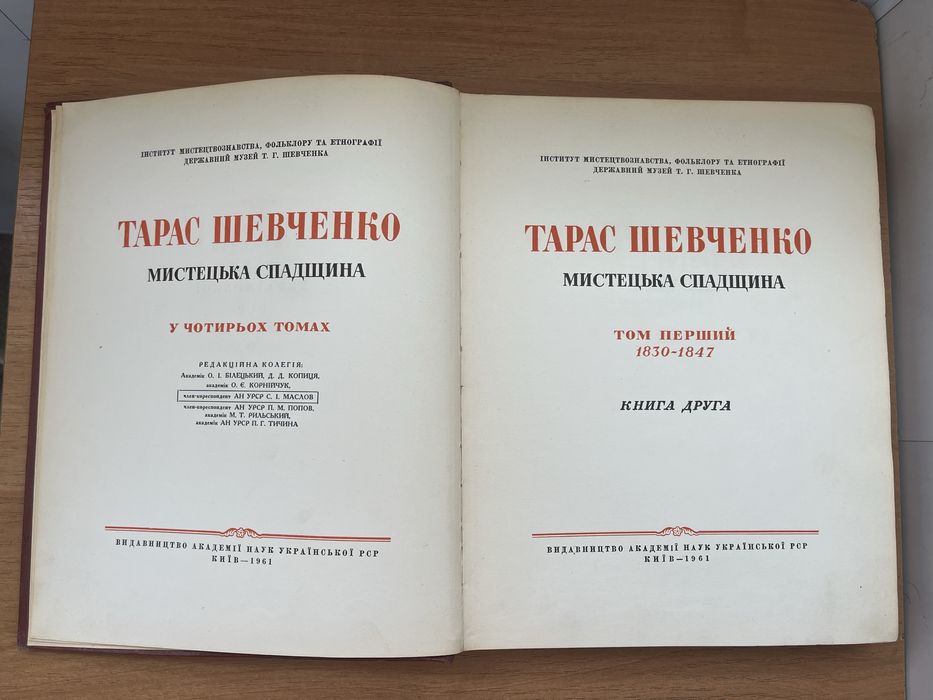 ІНСТИТУТ МИСТЕЦТВОЗНАВСТВА, ФОЛЬКЛОРУ ТА ЕТНОГРАФІЇ
ДЕРЖАВНИЙ МУЗЕЙ Т. Г. ШЕВЧЕНКА
ТАРАС ШЕВЧЕНКО
МИСТЕЦЬКА СПАДЩИНА
У ЧОТИРЬОХ ТОМАХ
РЕДАКЦІЙНА КОЛЕГІЯ:
Академік О. І. БІЛЕЦЬКИЙ, Д. Д. КОПИЦЯ,
академік О. Є. КОРНІЙЧУК,
член-кореспондент АН УРСР С. І. МАСЛОВ
член-кореспондент АН УРСР П. М. ПОПОВ,
академік М. Т. РИЛЬСЬКИЙ,
академік АН УРСР П. Г. ТИЧИНА
ВИДАВНИЦТВО АКАДЕМІЇ НАУК УКРАЇНСЬКОЇ РСР
КИЇВ—1961
ІНСТИТУТ МИСТЕЦТВОЗНАВСТВА, ФОЛЬКЛОРУ ТА ЕТНОГРАФІЇ
ДЕРЖАВНИЙ МУЗЕЙ Т. Г. ШЕВЧЕНКА
ТАРАС ШЕВЧЕНКО
МИСТЕЦЬКА СПАДЩИНА
ТОМ ПЕРШИЙ
1830-1847
КНИГА ДРУГА
ВИДАВНИЦТВО АКАДЕМІЇ НАУК УКРАЇНСЬКОЇ РСР
КИЇВ—1961